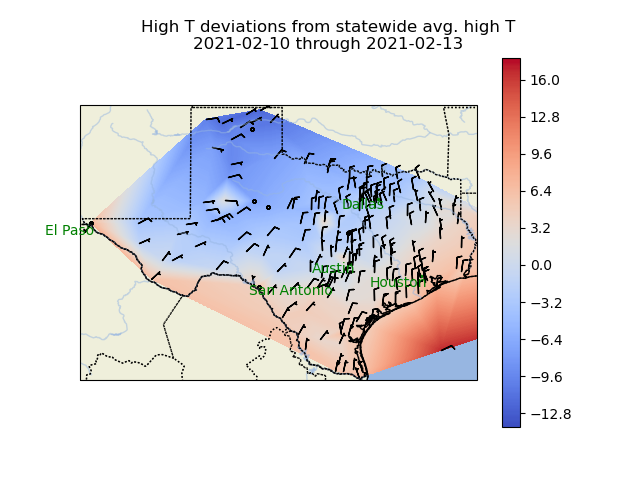 High T deviations from statewide avg. high T
2021-02-10 through 2021-02-13
16.0
12.8
9.6
6.4
3.2
0.0
−3.2
−6.4
−9.6
−12.8
Dallas
El Paso
Austin
San Antonio
Houston